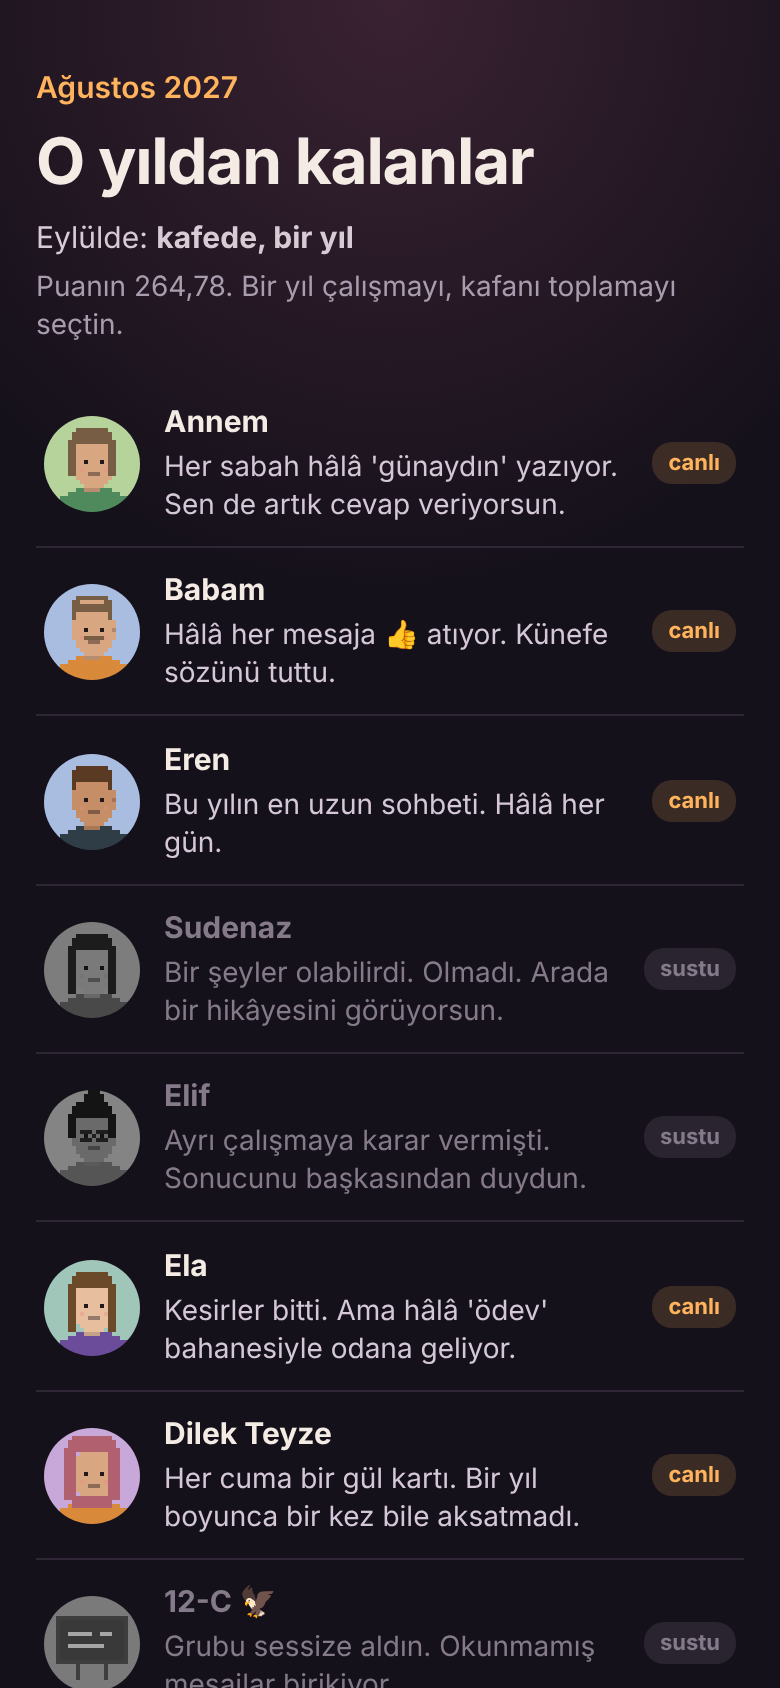 Ağustos 2027
O yıldan kalanlar
Eylülde: kafede, bir yıl
Puanın 264,78. Bir yıl çalışmayı, kafanı toplamayı
seçtin.
Annem
Her sabah hâlâ 'günaydın' yazıyor.
Sen de artık cevap veriyorsun.
canlı
Babam
Hâlâ her mesaja 👍 atıyor. Künefe
sözünü tuttu.
canlı
Eren
Bu yılın en uzun sohbeti. Hâlâ her
gün.
canlı
Sudenaz
Bir şeyler olabilirdi. Olmadı. Arada
bir hikâyesini görüyorsun.
sustu
Elif
Ayrı çalışmaya karar vermişti.
Sonucunu başkasından duydun.
sustu
Ela
Kesirler bitti. Ama hâlâ 'ödev'
bahanesiyle odana geliyor.
canlı
Dilek Teyze
Her cuma bir gül kartı. Bir yıl
boyunca bir kez bile aksatmadı.
canlı
12-C 🦅
Grubu sessize aldın. Okunmamış
mesajlar birikiyor
sustu